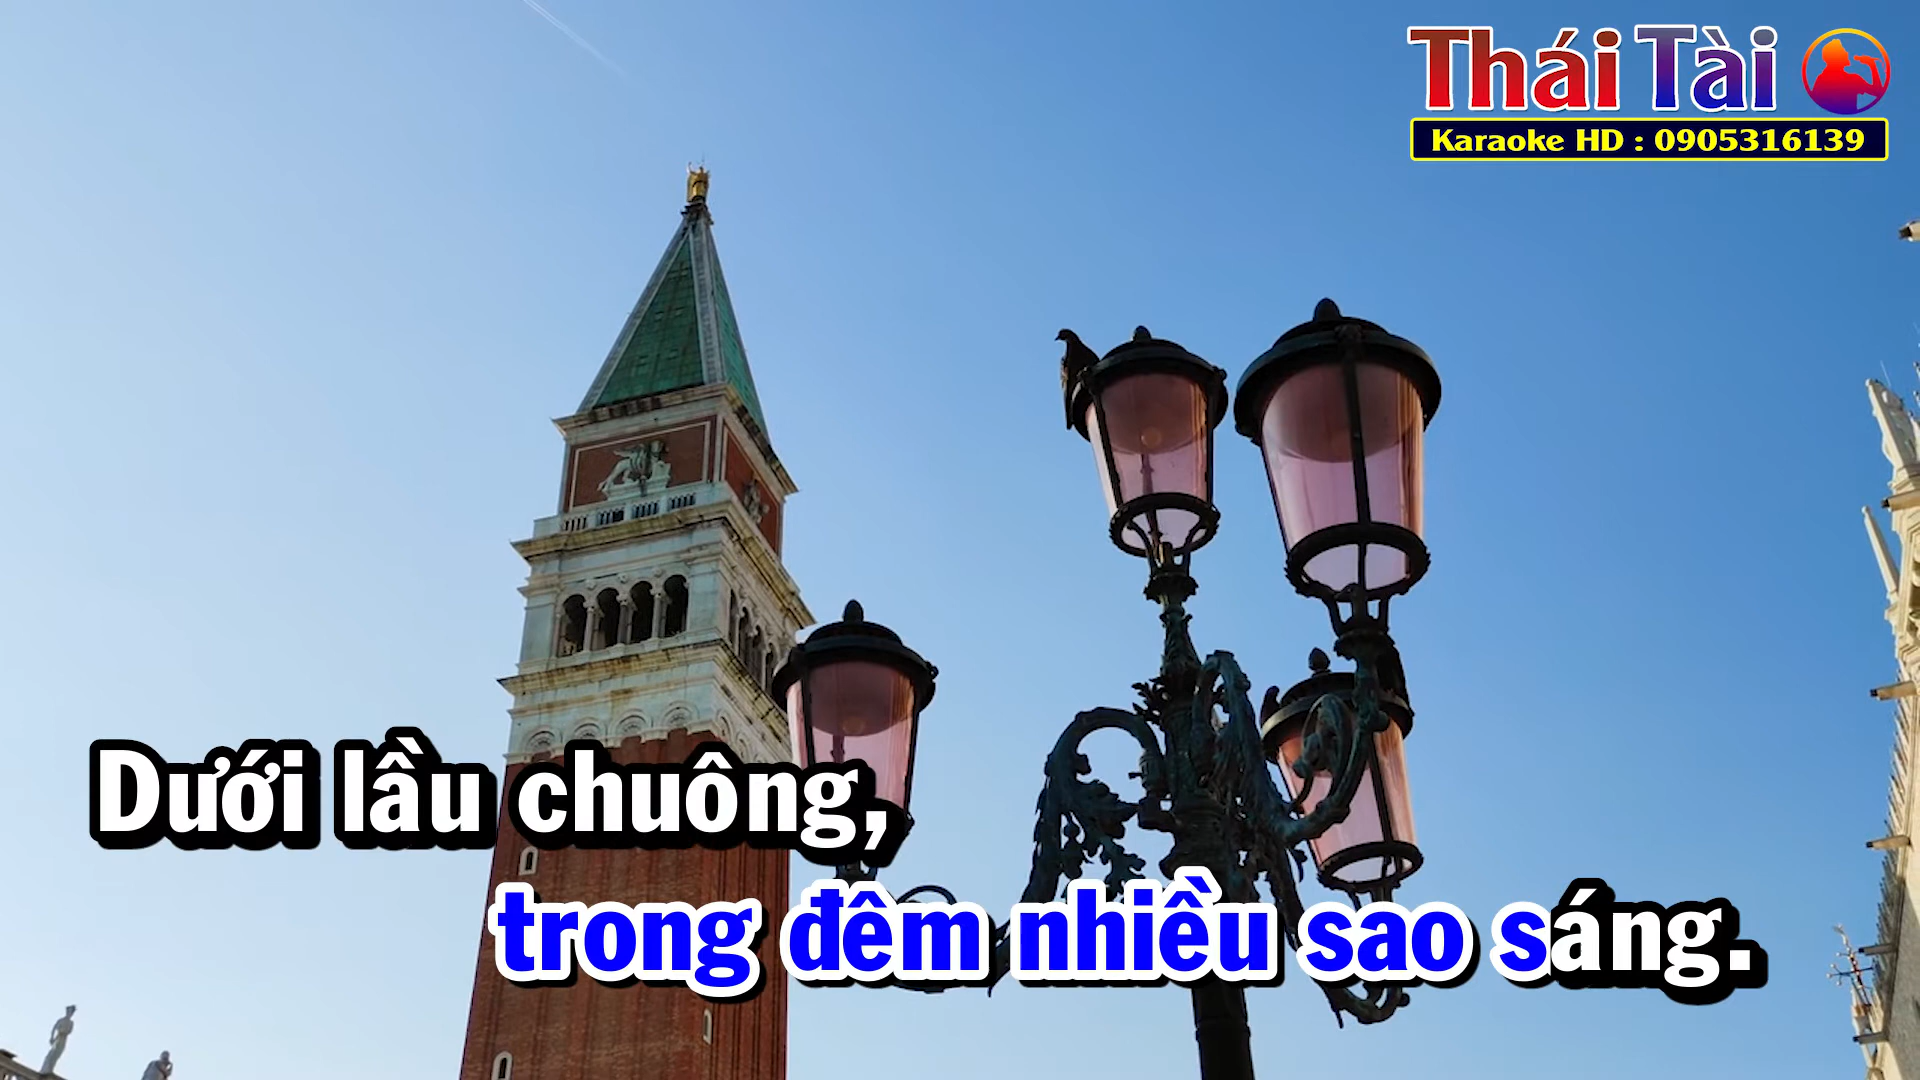 Thái Tài
Karaoke HD : 0905316139
Dưới lầu chuông,
trong đêm nhiều sao sáng.